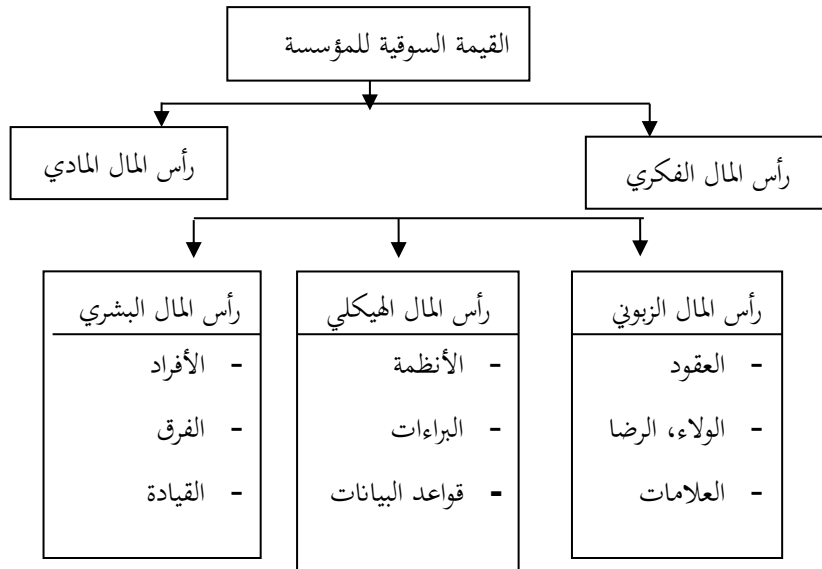 القيمة السوقية للمؤسسة
رأس المال الفكري
رأس المال المادي
رأس المال الزبوني
- العقود
- الولاء، الرضا
- العلامات
رأس المال الهيكلي
- الأنظمة
- البراءات
- قواعد البيانات
رأس المال البشري
- الأفراد
- الفرق
- القيادة